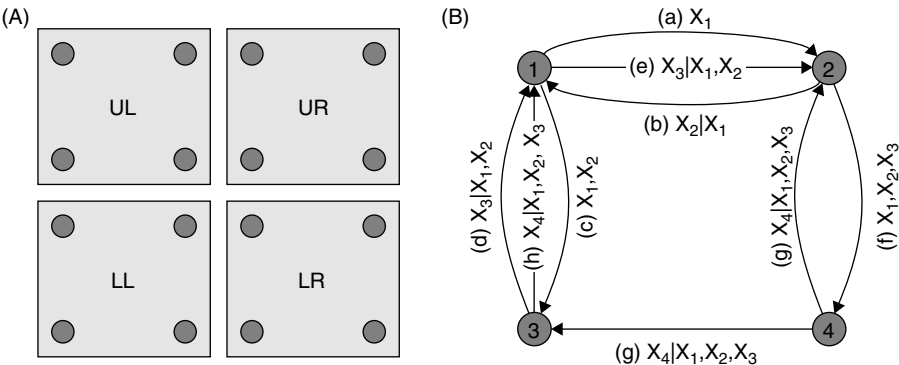 (A)
UL
UR
LL
LR
(B)
(a) X₁
1
(e) X₃|X₁,X₂
2
(b) X₂|X₁
(d) X₃|X₁,X₂
(h) X₄|X₁,X₂, X₃
(c) X₁,X₂
(g) X₄|X₁,X₂,X₃
(f) X₁,X₂,X₃
3
4
(g) X₄|X₁,X₂,X₃